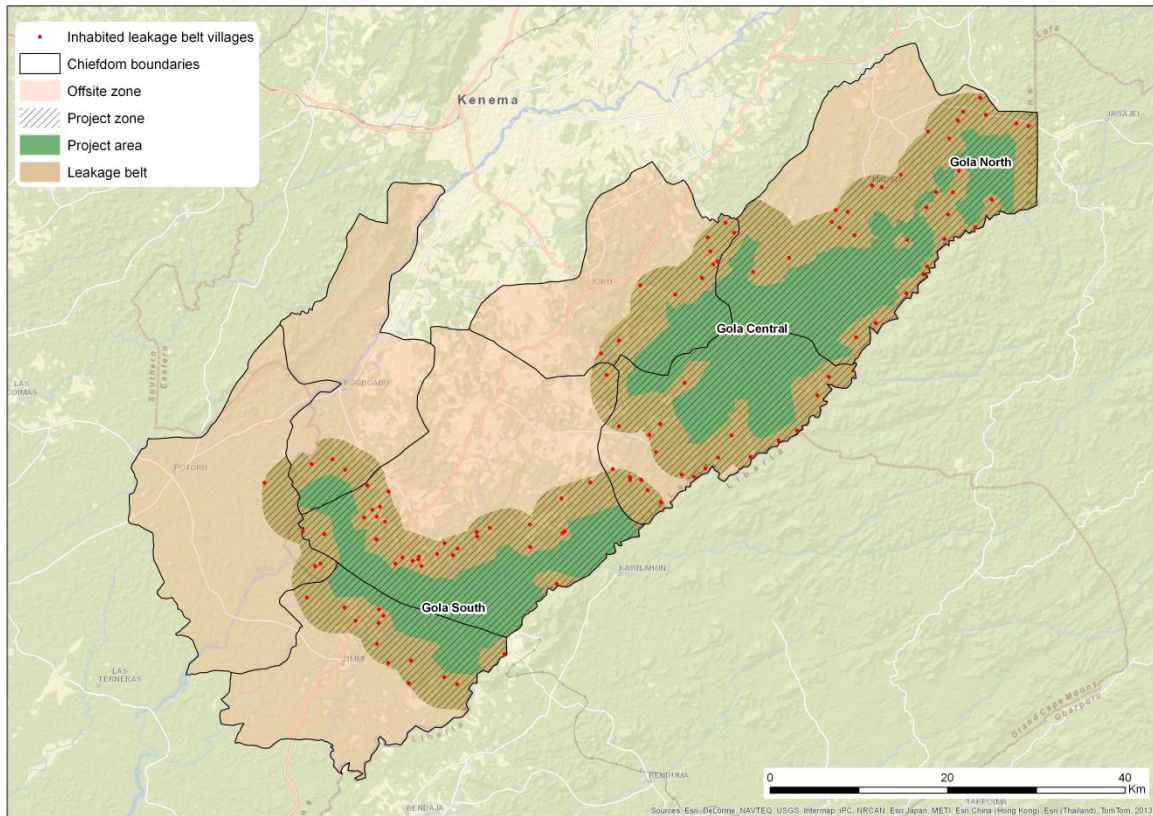 Inhabited leakage belt villages
Chiefdom boundaries
Offsite zone
Project zone
Project area
Leakage belt
Kenema
Lofa
JAWAJEI
Gola North
JORU
Gola Central
Southern
Eastern
LAS
POTORU
Liberia
KAWILAHUN
Gola South
LAS
TERNERAS
ZIMMI
Grand Cape Mount
Gbarpolu
Liberia
BENDUMA
BENDAJA
TAKPOIMA
0 20 40
Km
Sources: Esri, DeLorme, NAVTEQ, USGS, Intermap, iPC, NRCAN, Esri Japan, METI, Esri China (Hong Kong), Esri (Thailand), TomTom, 2013